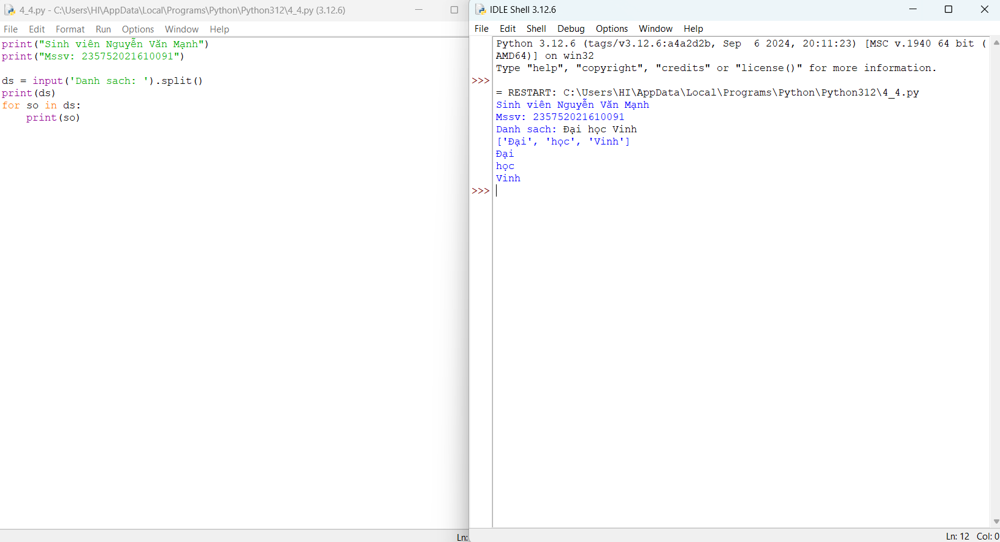 4_4.py - C:\Users\HI\AppData\Local\Programs\Python\Python312\4_4.py (3.12.6)
File Edit Format Run Options Window Help
print("Sinh viên Nguyễn Văn Mạnh")
print("Mssv: 235752021610091")
ds = input('Danh sach: ').split()
print(ds)
for so in ds:
    print(so)
Ln:
IDLE Shell 3.12.6
File Edit Shell Debug Options Window Help
Python 3.12.6 (tags/v3.12.6:a4a2d2b, Sep  6 2024, 20:11:23) [MSC v.1940 64 bit (
AMD64)] on win32
Type "help", "copyright", "credits" or "license()" for more information.
>>>
= RESTART: C:\Users\HI\AppData\Local\Programs\Python\Python312\4_4.py
Sinh viên Nguyễn Văn Mạnh
Mssv: 235752021610091
Danh sach: Đại học Vinh
['Đại', 'học', 'Vinh']
Đại
học
Vinh
>>>
Ln: 12 Col: 0